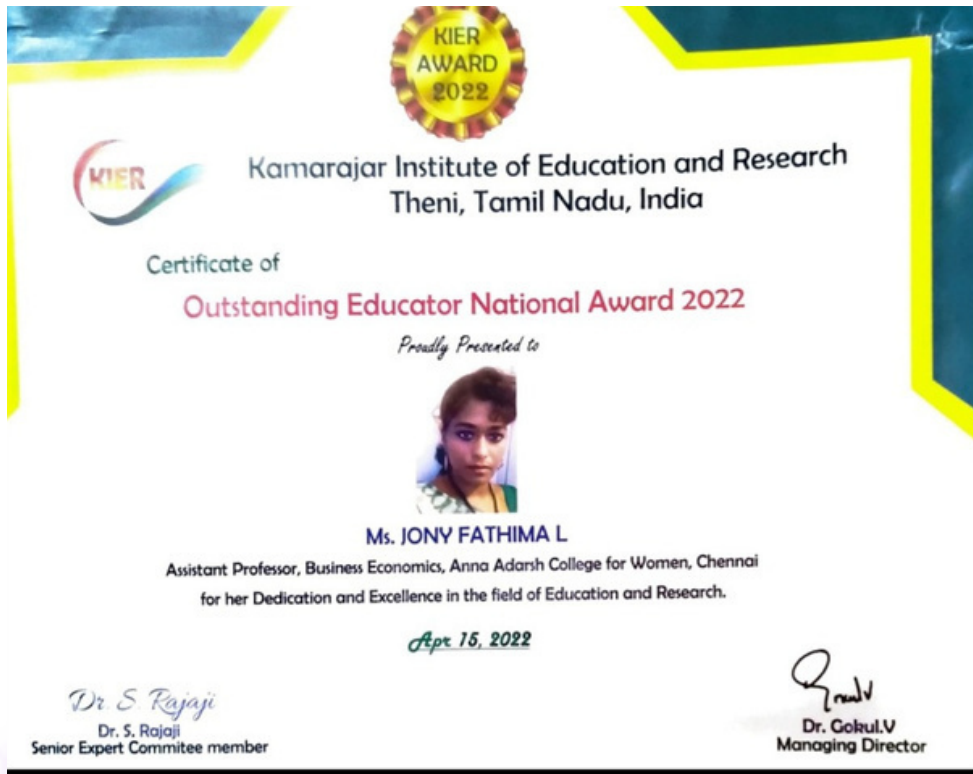 KIER
AWARD
2022
KIER
Kamarajar Institute of Education and Research
Theni, Tamil Nadu, India
Certificate of
Outstanding Educator National Award 2022
Proudly Presented to
Ms. JONY FATHIMA L
Assistant Professor, Business Economics, Anna Adarsh College for Women, Chennai
for her Dedication and Excellence in the field of Education and Research.
Apr 15, 2022
Dr. S. Rajaji
Dr. S. Rajaji
Senior Expert Commitee member
Dr. Gokul.V
Managing Director